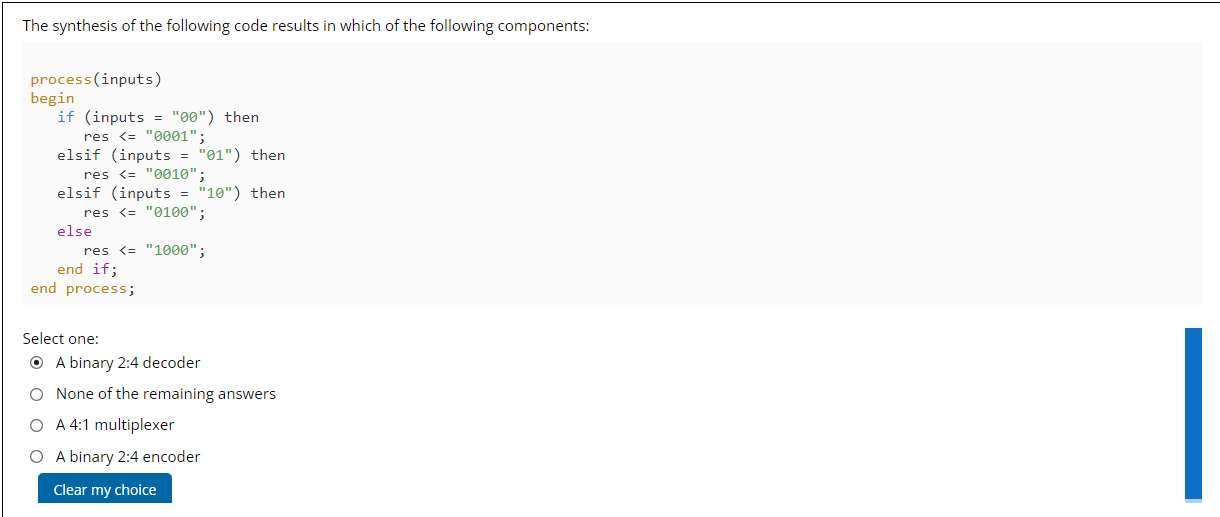 The synthesis of the following code results in which of the following components:
process(inputs)
begin
if (inputs = "00") then
res <= "0001";
elsif (inputs = "01") then
res <= "0010";
elsif (inputs = "10") then
res <= "0100";
else
res <= "1000";
end if;
end process;
Select one:
A binary 2:4 decoder
None of the remaining answers
A 4:1 multiplexer
A binary 2:4 encoder
Clear my choice